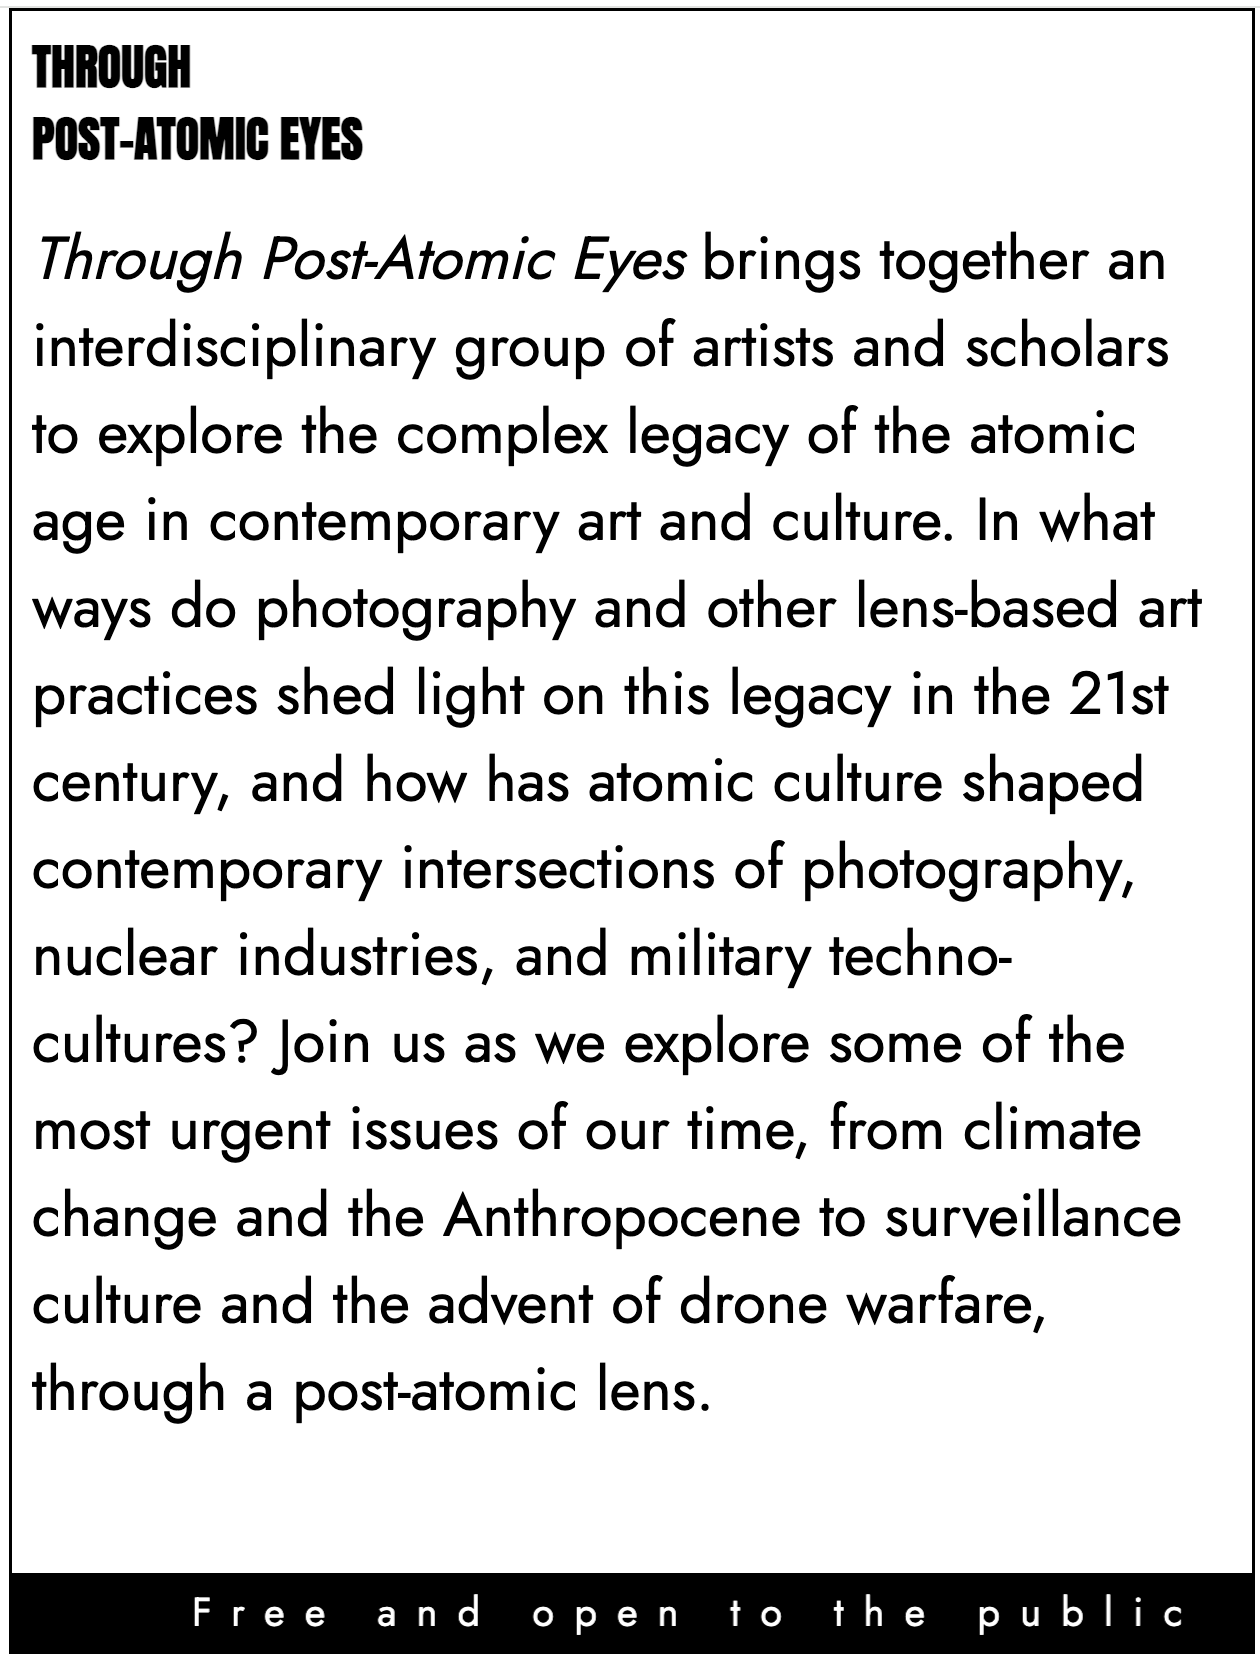 THROUGH
POST-ATOMIC EYES
Through Post-Atomic Eyes brings together an
interdisciplinary group of artists and scholars
to explore the complex legacy of the atomic
age in contemporary art and culture. In what
ways do photography and other lens-based art
practices shed light on this legacy in the 21st
century, and how has atomic culture shaped
contemporary intersections of photography,
nuclear industries, and military techno-
cultures? Join us as we explore some of the
most urgent issues of our time, from climate
change and the Anthropocene to surveillance
culture and the advent of drone warfare,
through a post-atomic lens.
Free and open to the public